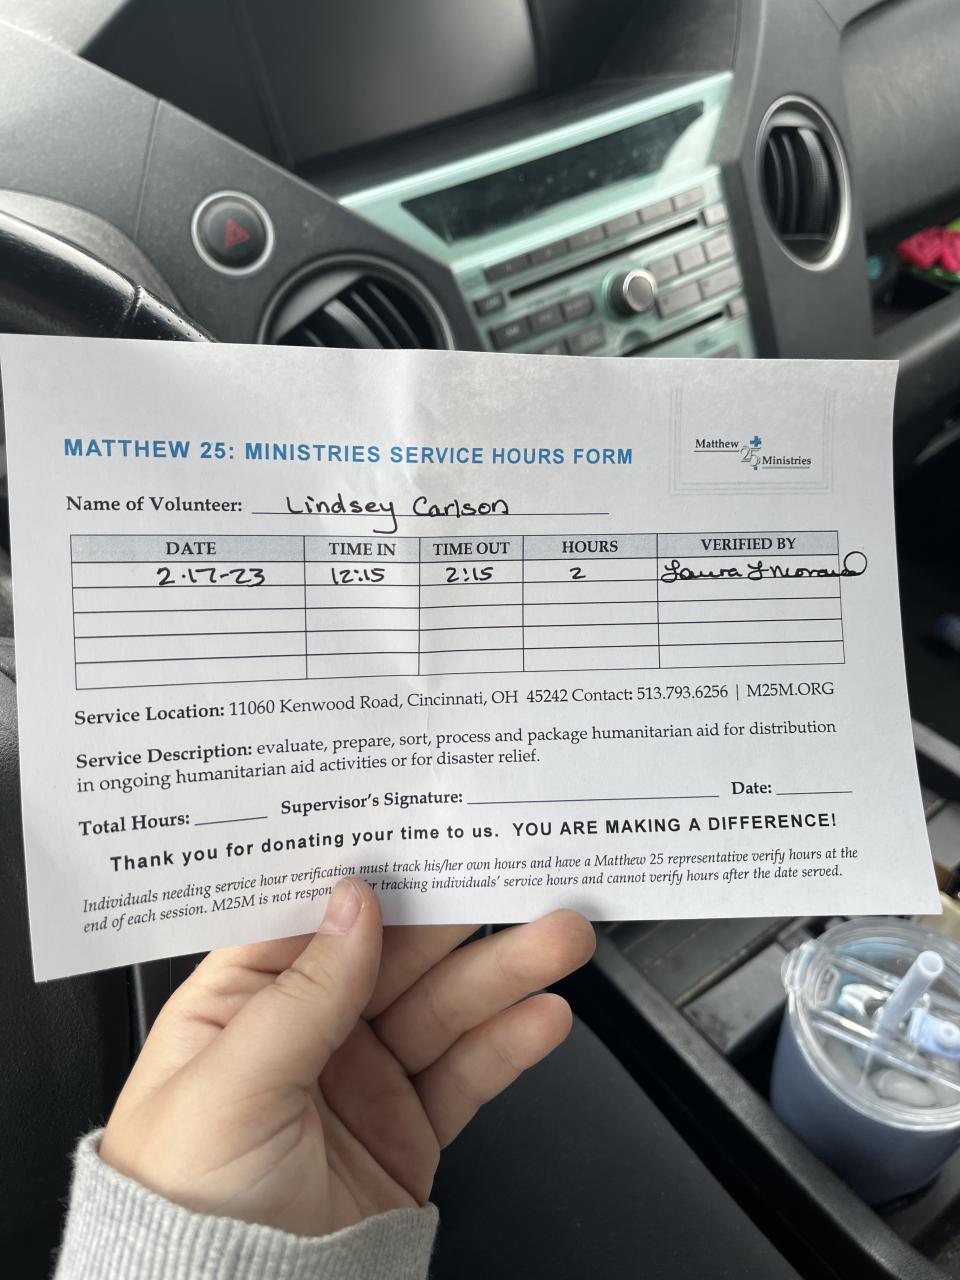 MATTHEW 25: MINISTRIES SERVICE HOURS FORM
Matthew 25 Ministries
Name of Volunteer: Lindsey Carlson
DATE TIME IN TIME OUT HOURS VERIFIED BY
2-17-23 12:15 2:15 2 Laura
Service Location: 11060 Kenwood Road, Cincinnati, OH 45242 Contact: 513.793.6256 | M25M.ORG
Service Description: evaluate, prepare, sort, process and package humanitarian aid for distribution
in ongoing humanitarian aid activities or for disaster relief.
Total Hours: Supervisor's Signature: Date:
Thank you for donating your time to us. YOU ARE MAKING A DIFFERENCE!
Individuals needing service hour verification must track his/her own hours and have a Matthew 25 representative verify hours at the
end of each session. M25M is not tracking individuals' service hours and cannot verify hours after the date served.